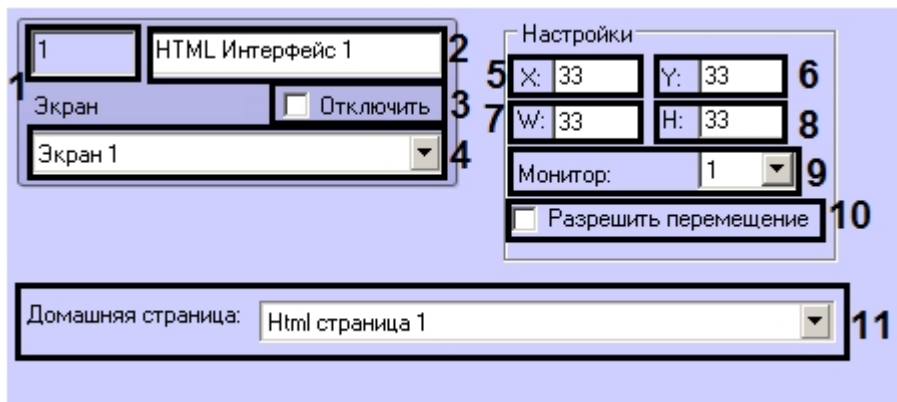 1
HTML Интерфейс 1
2
1
Экран
Отключить
3
Экран 1
4
Настройки
5
X: 33
Y: 33
6
7
W: 33
H: 33
8
Монитор: 1
9
Разрешить перемещение
10
Домашняя страница: Html страница 1
11